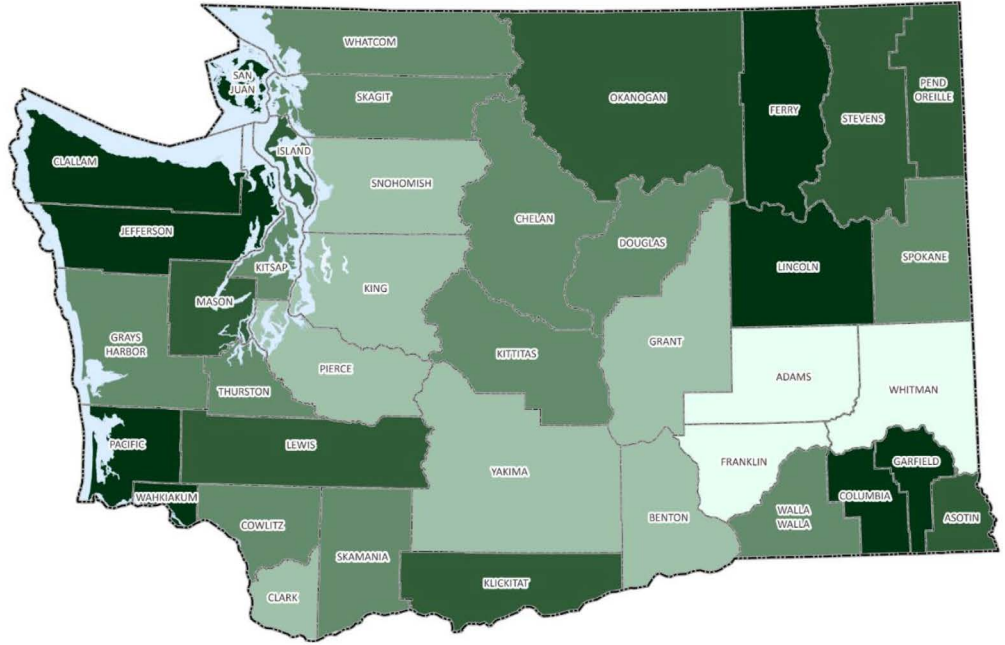 WHATCOM
SAN
JUAN
SKAGIT
OKANOGAN
FERRY
STEVENS
PEND
OREILLE
CLALLAM
ISLAND
SNOHOMISH
CHELAN
JEFFERSON
DOUGLAS
KITSAP
LINCOLN
SPOKANE
MASON
KING
GRAYS
HARBOR
KITTITAS
GRANT
PIERCE
ADAMS
WHITMAN
THURSTON
LEWIS
PACIFIC
YAKIMA
FRANKLIN
GARFIELD
WAHKIAKUM
COLUMBIA
COWLITZ
BENTON
WALLA
WALLA
ASOTIN
SKAMANIA
KLICKITAT
CLARK